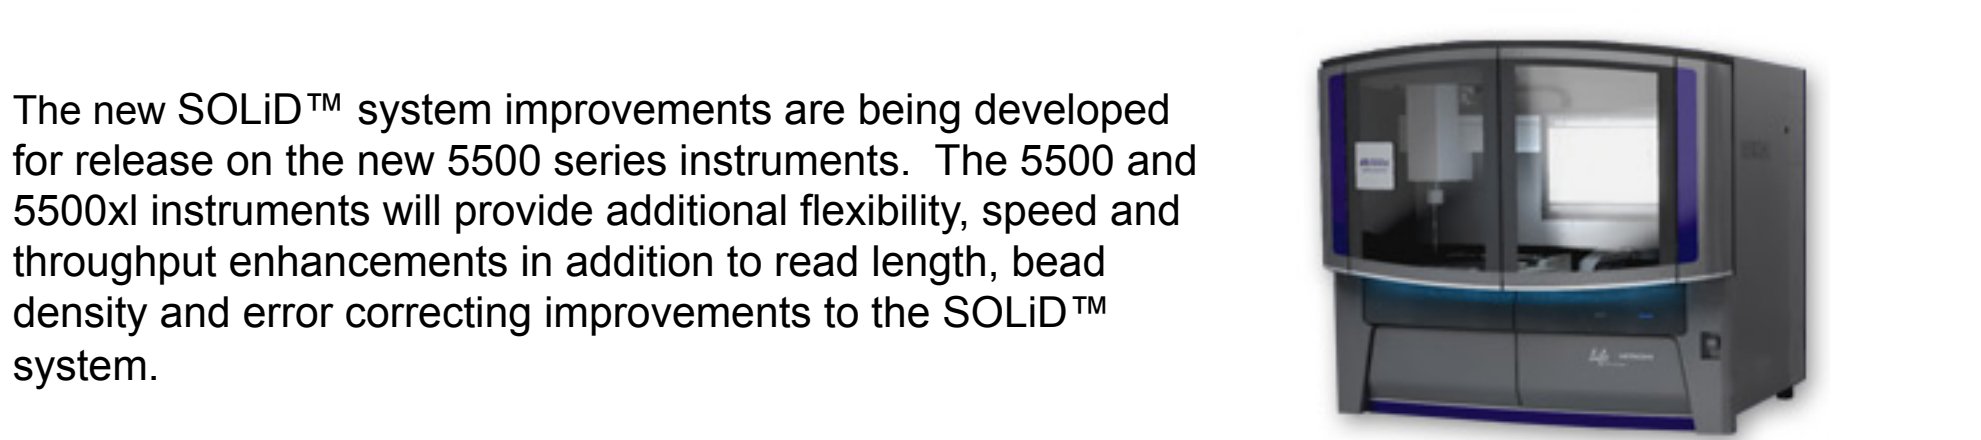 The new SOLiD™ system improvements are being developed
for release on the new 5500 series instruments.  The 5500 and
5500xl instruments will provide additional flexibility, speed and
throughput enhancements in addition to read length, bead
density and error correcting improvements to the SOLiD™
system.
Life